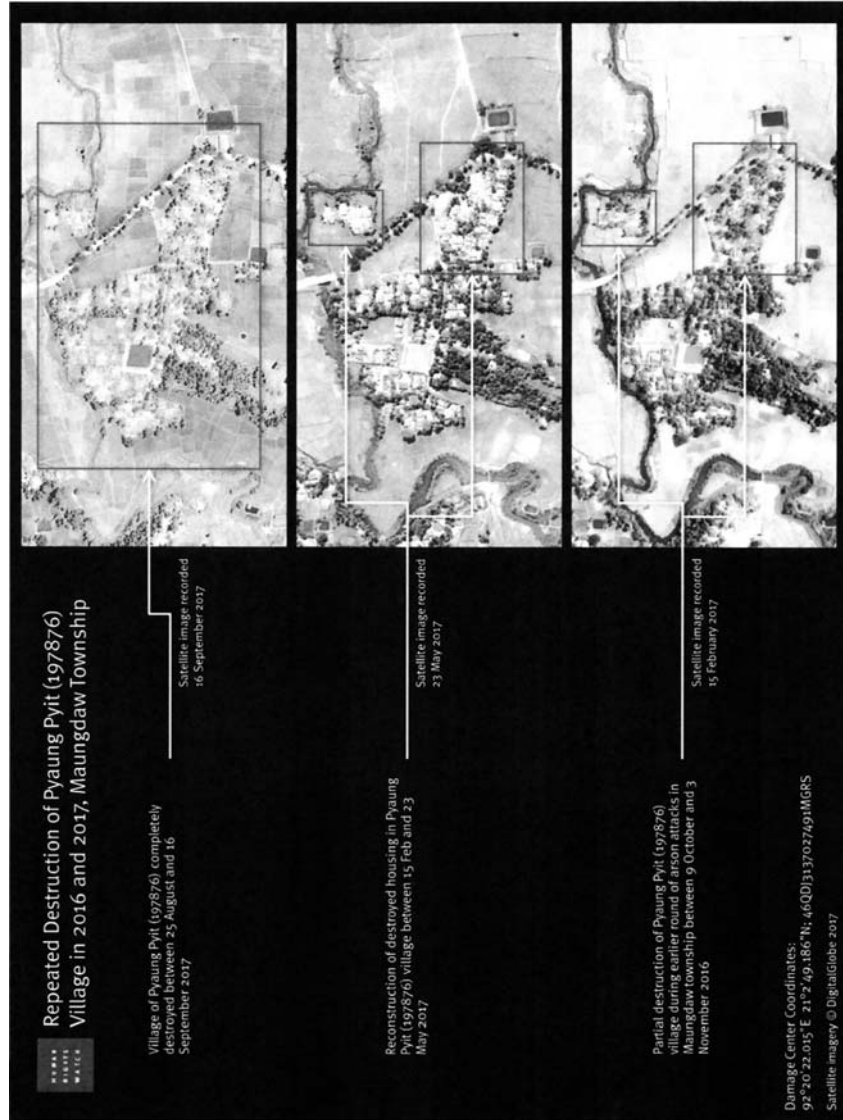 HUMAN
RIGHTS
WATCH
Repeated Destruction of Pyaung Pyit (197876)
Village in 2016 and 2017, Maungdaw Township
Village of Pyaung Pyit (197876) completely
destroyed between 25 August and 16
September 2017
Satellite image recorded
16 September 2017
Reconstruction of destroyed housing in Pyaung
Pyit (197876) village between 15 Feb and 23
May 2017
Satellite image recorded
23 May 2017
Partial destruction of Pyaung Pyit (197876)
village during earlier round of arson attacks in
Maungdaw township between 9 October and 3
November 2016
Satellite image recorded
15 February 2017
Damage Center Coordinates:
92°20'22.015"E 21°2'49.186"N; 46QDJ3137027491MGRS
Satellite imagery © DigitalGlobe 2017